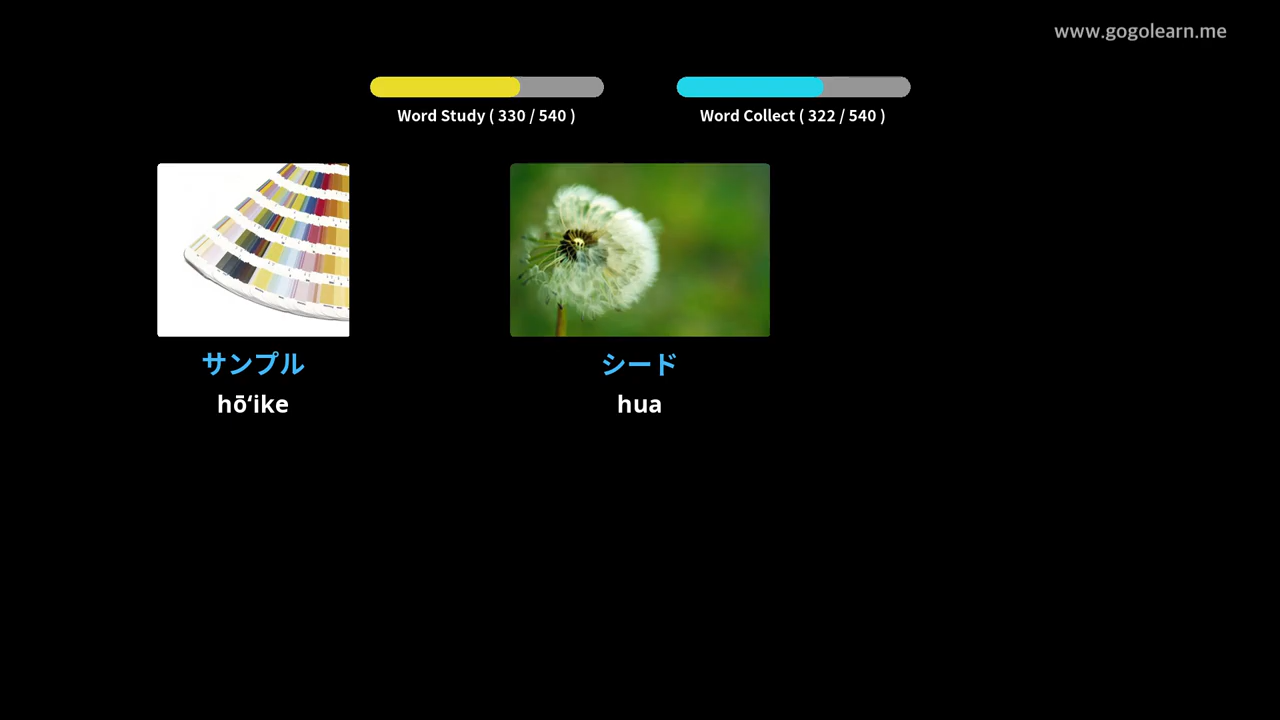 www.gogolearn.me
Word Study ( 330 / 540 )
Word Collect ( 322 / 540 )
サンプル
hōʻike
シード
hua